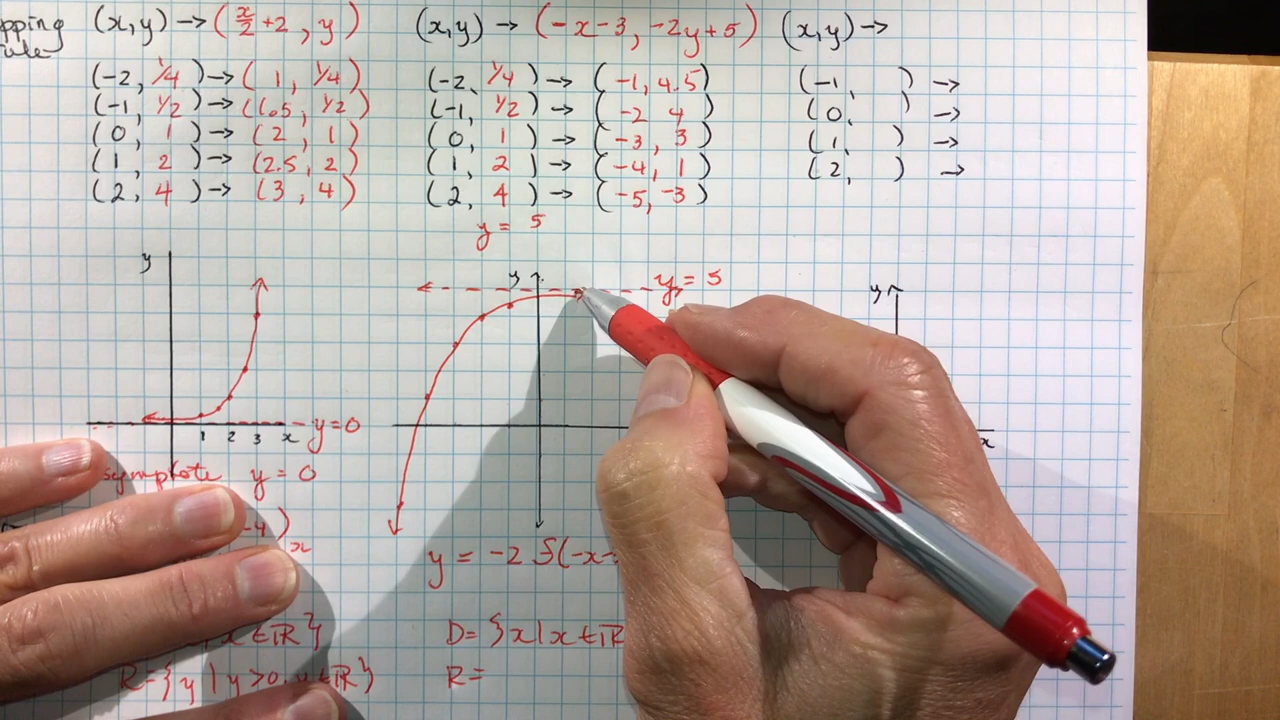 (x,y) → (x/2 +2, y) (x,y) → (-x-3, -2y+5) (x,y) →
(-2, 1/4) → (1, 1/4) (-2, 1/4) → (-1, 4.5) (-1, ) →
(-1, 1/2) → (1.5, 1/2) (-1, 1/2) → (-2 4) (0, ) →
(0, 1) → (2, 1) (0, 1) → (-3, 3) (1, ) →
(1, 2) → (2.5, 2) (1, 2) → (-4, 1) (2, ) →
(2, 4) → (3, 4) (2, 4) → (-5, -3)
y = 5
y y y = 5 y
1 2 3 x y=0 x
y = 0
-4) x
y = -2 f(-x-
x∈ℝ} D= {x|x∈ℝ
R={y|y>0, y∈ℝ} R=